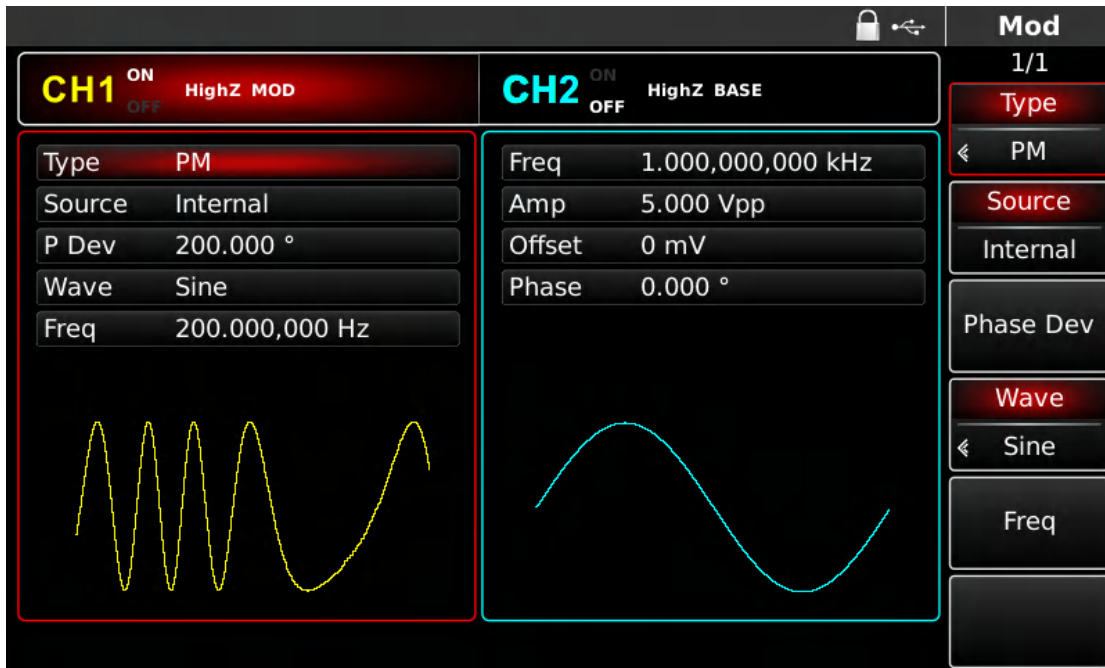 Mod
1/1
CH1 ON OFF HighZ MOD
CH2 ON OFF HighZ BASE
Type PM
Source Internal
P Dev 200.000 °
Wave Sine
Freq 200.000,000 Hz
Freq 1.000,000,000 kHz
Amp 5.000 Vpp
Offset 0 mV
Phase 0.000 °
Type
PM
Source
Internal
Phase Dev
Wave
Sine
Freq